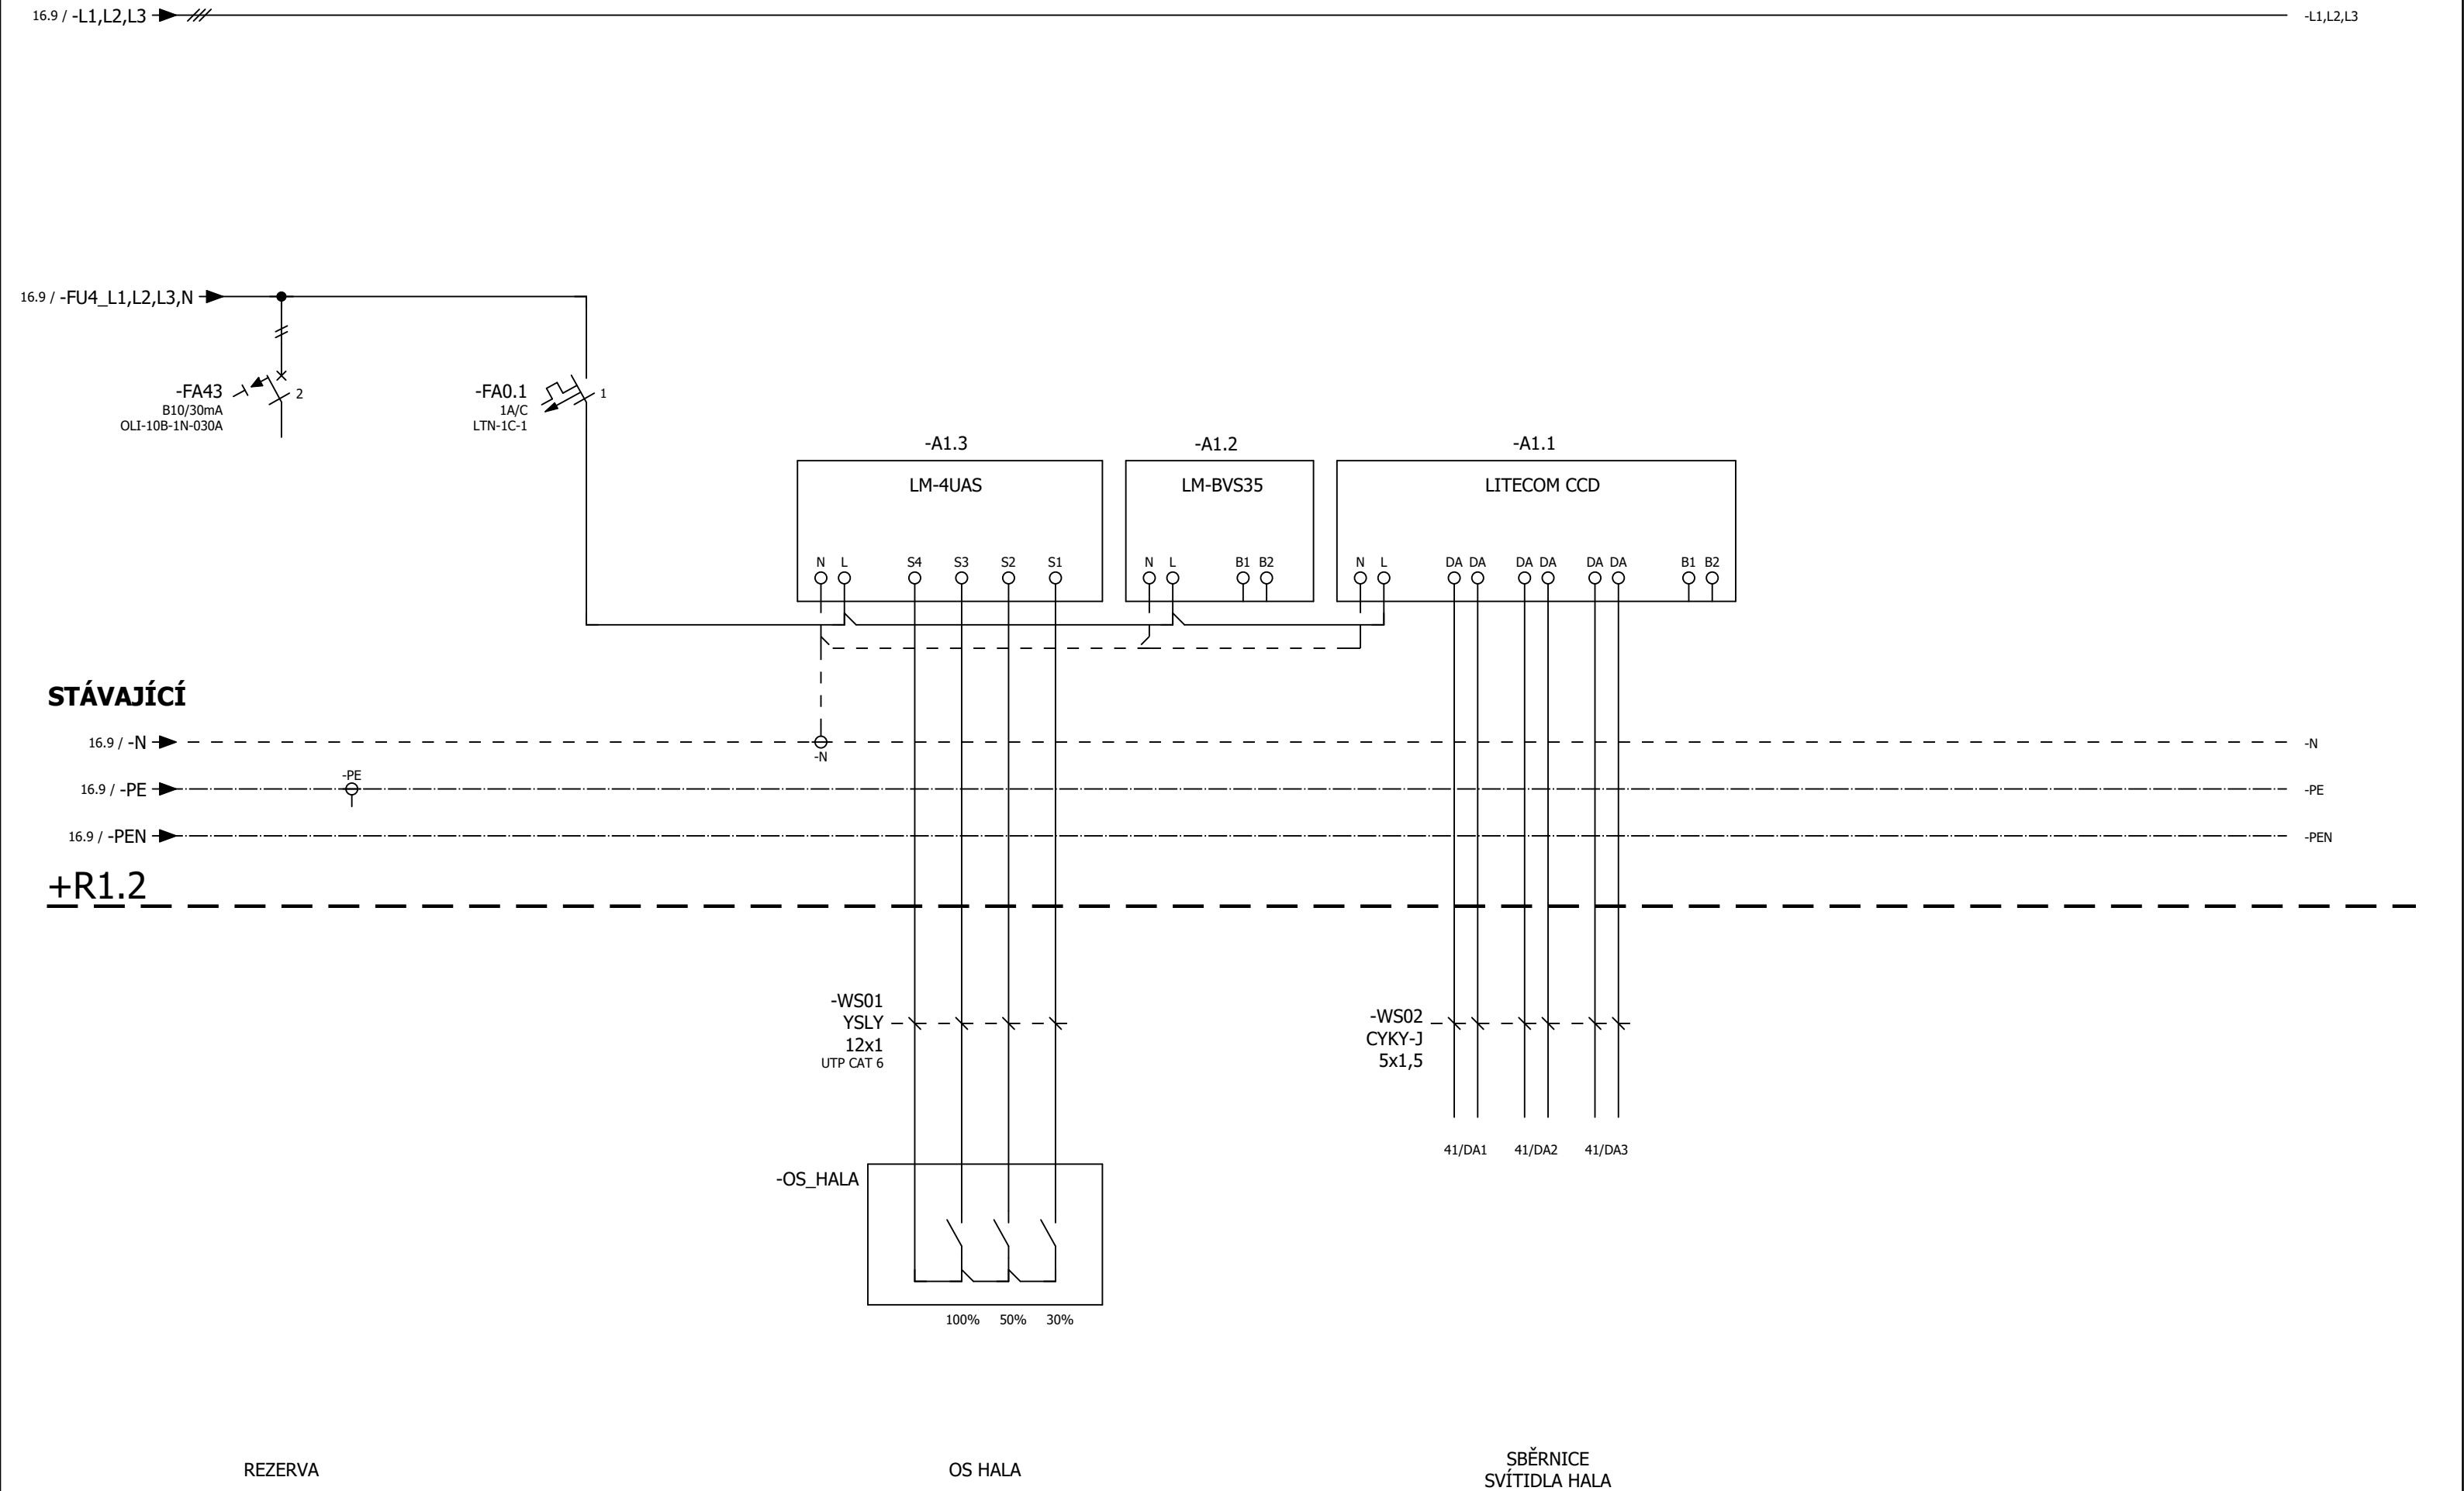 16.9 / -L1,L2,L3
-L1,L2,L3
16.9 / -FU4_L1,L2,L3,N
-FA43
B10/30mA
OLI-10B-1N-030A
2
-FA0.1
1A/C
LTN-1C-1
1
-A1.3
LM-4UAS
N L S4 S3 S2 S1
-A1.2
LM-BVS35
N L B1 B2
-A1.1
LITECOM CCD
N L DA DA DA DA DA DA B1 B2
STÁVAJÍCÍ
16.9 / -N
-N
-N
16.9 / -PE
-PE
-PE
16.9 / -PEN
-PEN
+R1.2
-WS01
YSLY
12x1
UTP CAT 6
-WS02
CYKY-J
5x1,5
41/DA1 41/DA2 41/DA3
-OS_HALA
100% 50% 30%
REZERVA
OS HALA
SBĚRNICE
SVÍTIDLA HALA